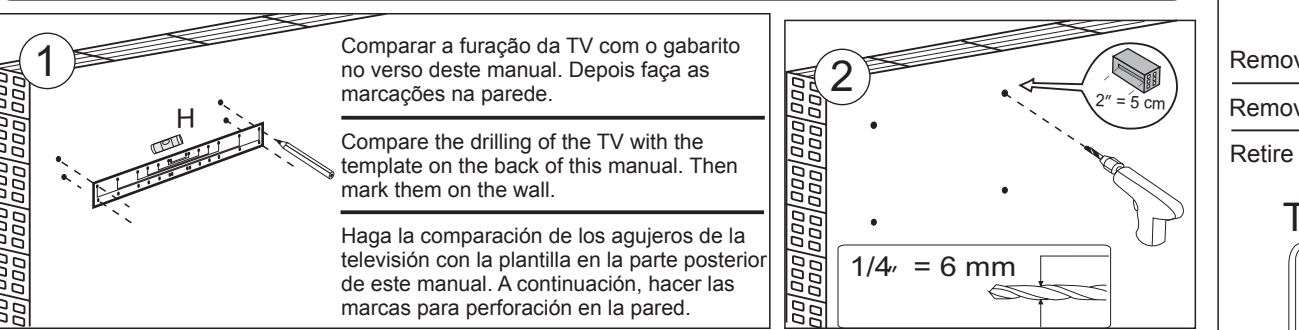 1
H
Comparar a furação da TV com o gabarito
no verso deste manual. Depois faça as
marcações na parede.
Compare the drilling of the TV with the
template on the back of this manual. Then
mark them on the wall.
Haga la comparación de los agujeros de la
televisión con la plantilla en la parte posterior
de este manual. A continuación, hacer las
marcas para perforación en la pared.
2
2" = 5 cm
1/4" = 6 mm
Retire